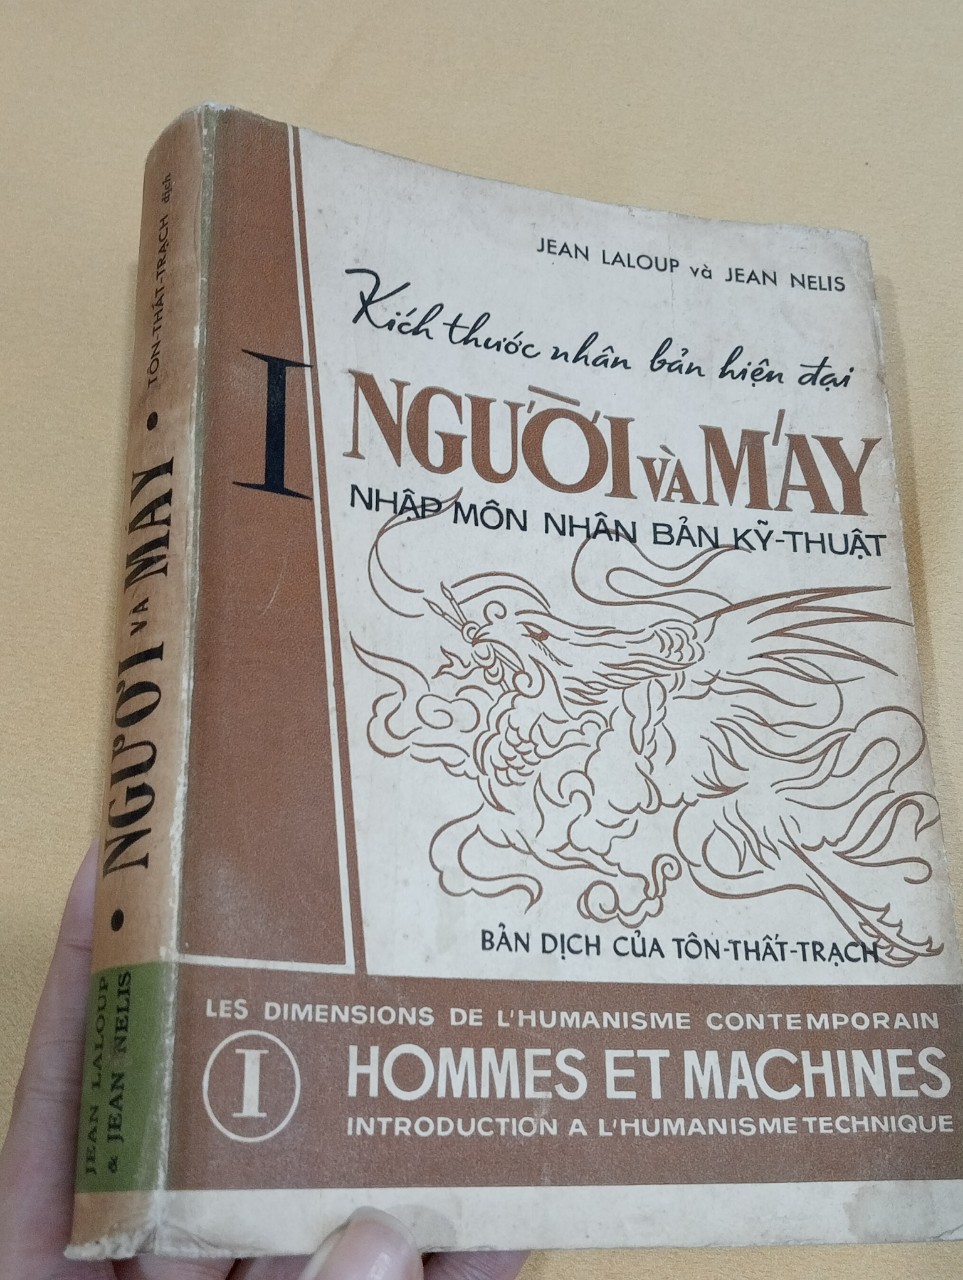 JEAN LALOUP và JEAN NELIS
Kích thước nhân bản hiện đại
I
NGƯỜI VÀ MÁY
NHẬP MÔN NHÂN BẢN KỸ-THUẬT
BẢN DỊCH CỦA TÔN-THẤT-TRẠCH
LES DIMENSIONS DE L'HUMANISME CONTEMPORAIN
I
HOMMES ET MACHINES
INTRODUCTION A L'HUMANISME TECHNIQUE
JEAN LALOUP
& JEAN NELIS
• NGƯỜI VÀ MÁY • TÔN-THẤT-TRẠCH dịch